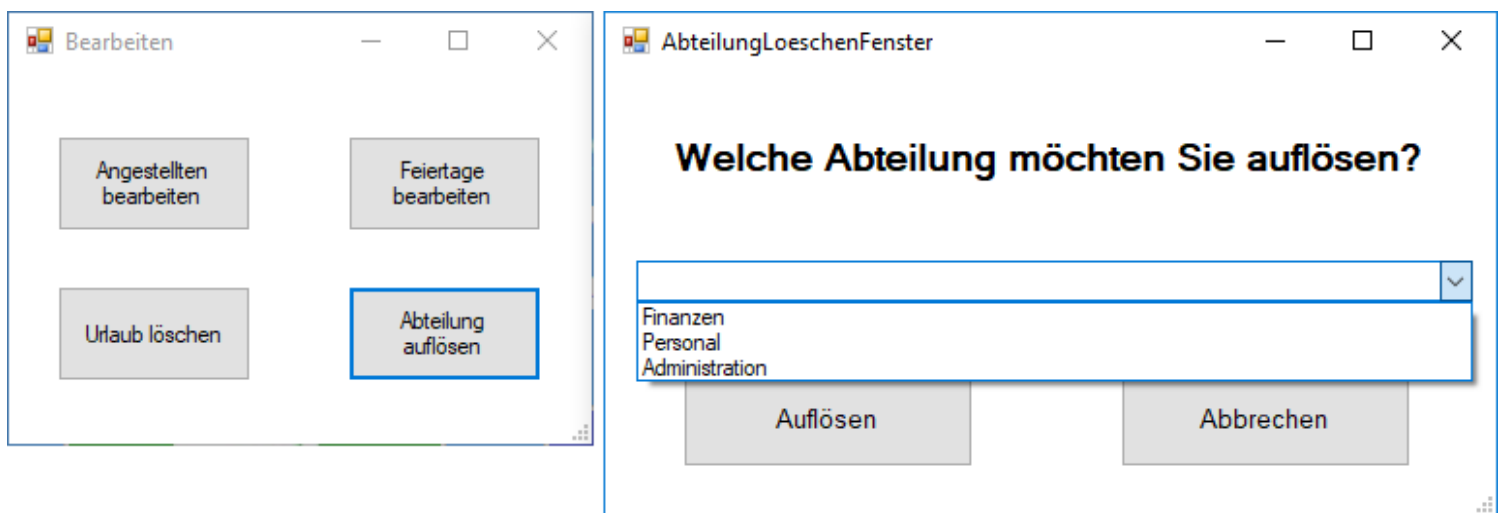 Bearbeiten
Angestellten
bearbeiten
Feiertage
bearbeiten
Urlaub löschen
Abteilung
auflösen
AbteilungLoeschenFenster
Welche Abteilung möchten Sie auflösen?
Finanzen
Personal
Administration
Auflösen
Abbrechen